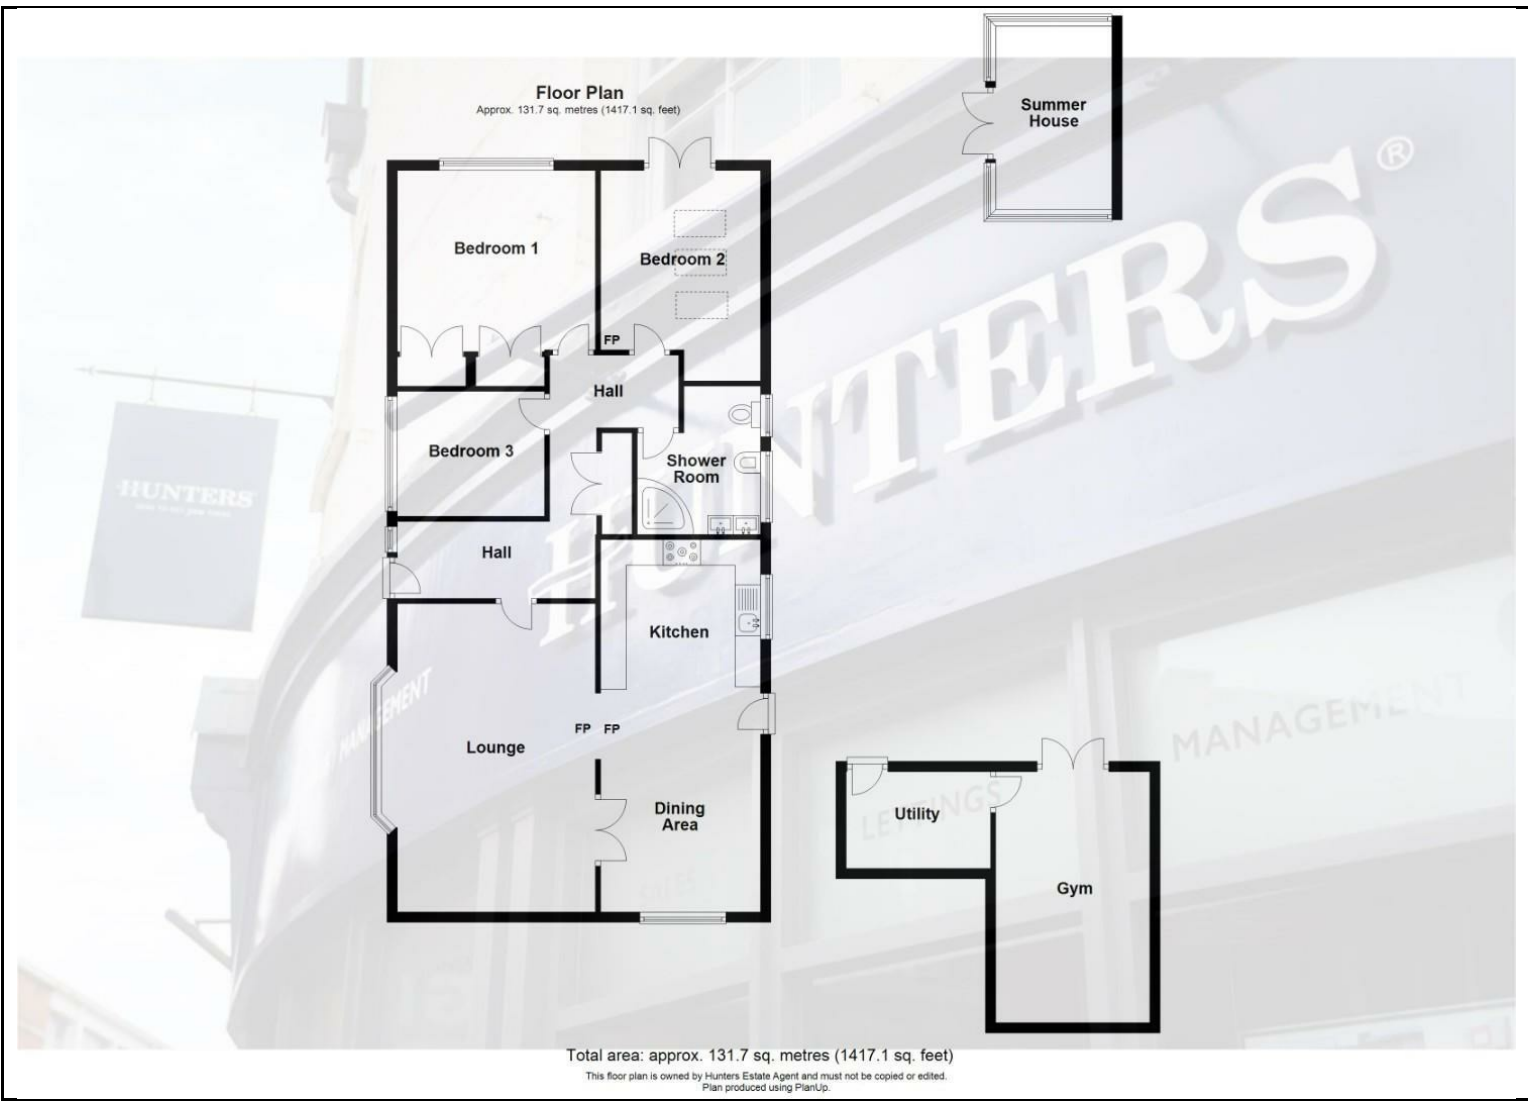 Floor Plan
Approx. 131.7 sq. metres (1417.1 sq. feet)
Summer
House
Bedroom 1
Bedroom 2
FP
Hall
Bedroom 3
Shower
Room
Hall
Kitchen
FP FP
Lounge
Dining
Area
Utility
Gym
HUNTERS®
HUNTERS
MANAGEMENT
MANAGEMENT
LETTINGS
SALES
Total area: approx. 131.7 sq. metres (1417.1 sq. feet)
This floor plan is owned by Hunters Estate Agent and must not be copied or edited.
Plan produced using PlanUp.